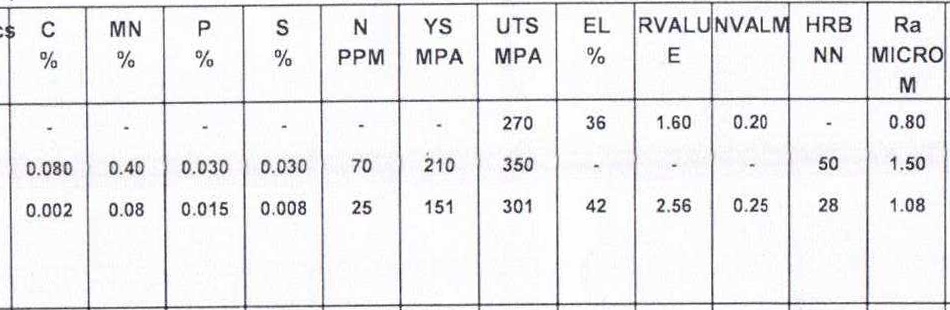 cs C MN P S N YS UTS EL RVALU NVALM HRB Ra
% % % % PPM MPA MPA % E NN MICRO
M
- - - - - - 270 36 1.60 0.20 - 0.80
0.080 0.40 0.030 0.030 70 210 350 - - - 50 1.50
0.002 0.08 0.015 0.008 25 151 301 42 2.56 0.25 28 1.08